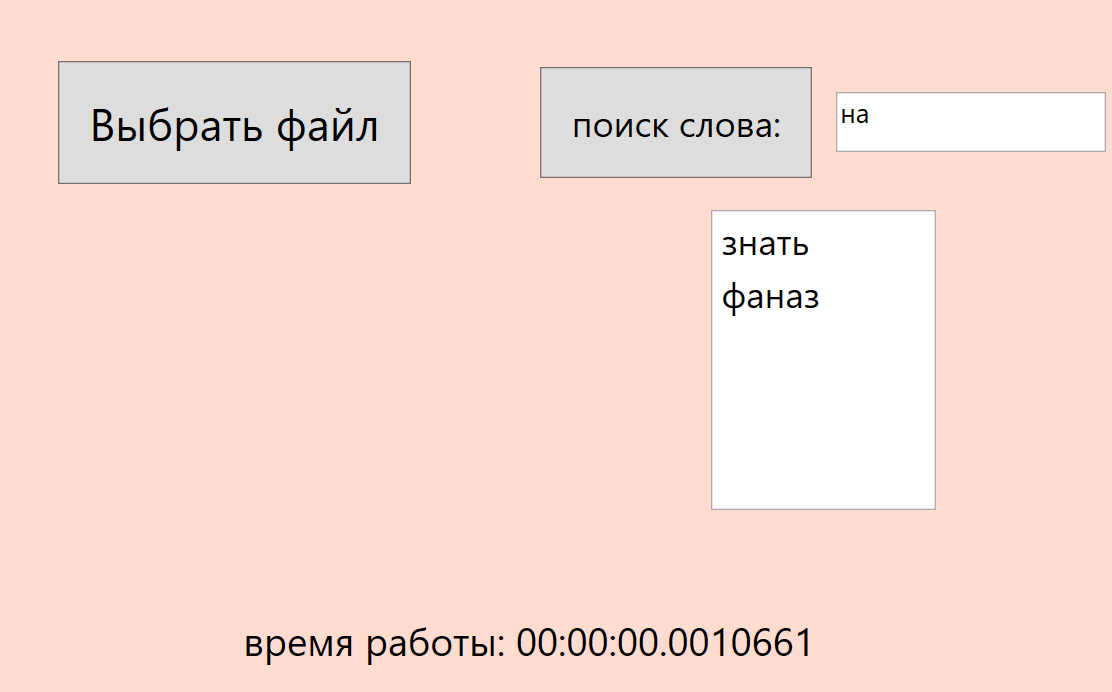 Выбрать файл
поиск слова:
на
знать
фаназ
время работы: 00:00:00.0010661